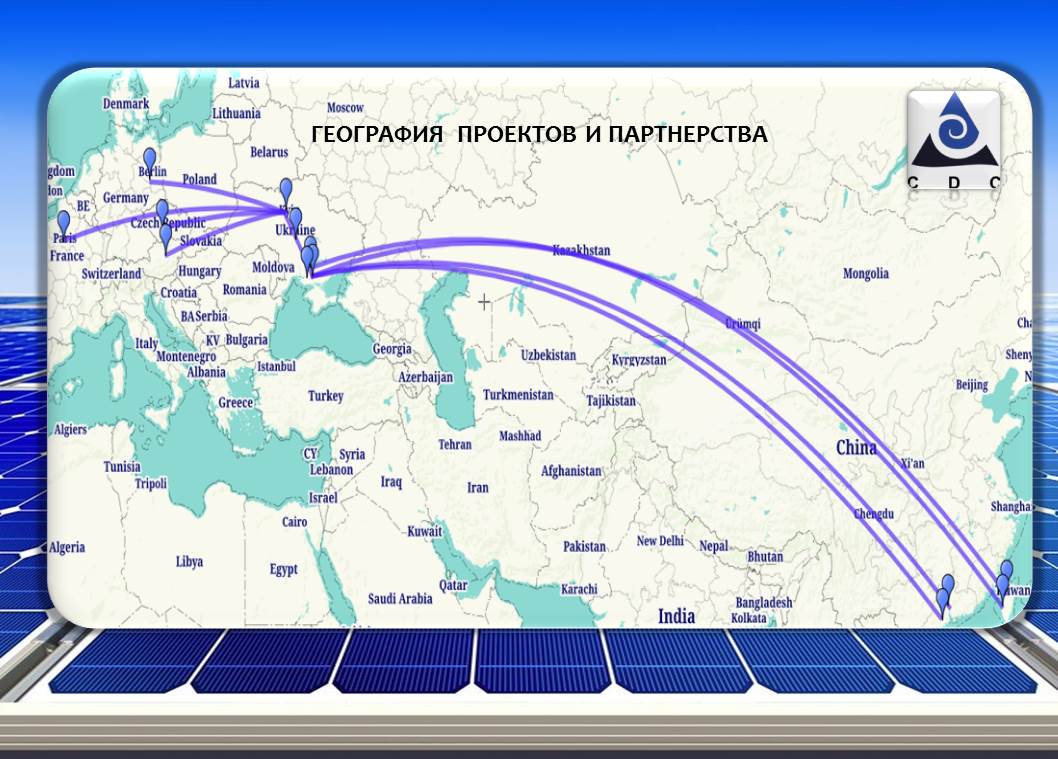 Latvia
Denmark
Lithuania
Moscow
ГЕОГРАФИЯ ПРОЕКТОВ И ПАРТНЕРСТВА
Belarus
CDC
gdom
Berlin
Poland
lon
BE
Germany
Czech Republic
Ukraine
Paris
Slovakia
France
Switzerland
Hungary
Moldova
Kazakhstan
Mongolia
Croatia
Romania
BA Serbia
Ürümqi
Cha
Italy
KV Bulgaria
Montenegro
Georgia
Uzbekistan
Kyrgyzstan
Sheny
Albania
Istanbul
Azerbaijan
N
Beijing
Greece
Turkey
Turkmenistan
Tajikistan
Algiers
Tehran
Mashhad
China
CY Syria
Tunisia
Lebanon
Afghanistan
Xi'an
Tripoli
Iraq
Iran
Israel
Chengdu
Shangha
Cairo
Kuwait
Algeria
Pakistan
New Delhi
Nepal
Bhutan
Libya
Egypt
Qatar
Karachi
Saudi Arabia
Bangladesh
India
Kolkata